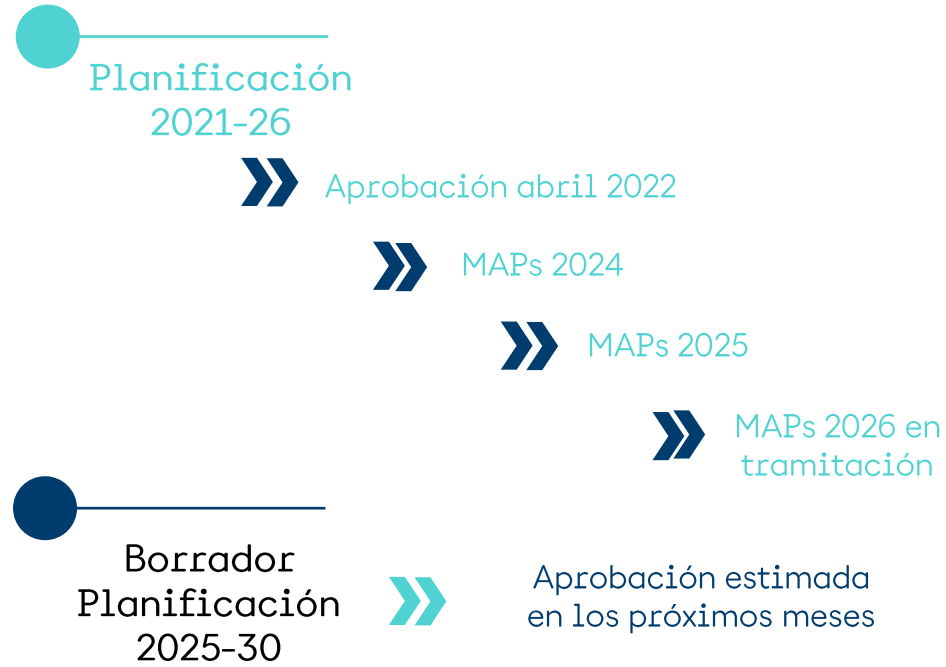 Planificación
2021-26
Aprobación abril 2022
MAPs 2024
MAPs 2025
MAPs 2026 en
tramitación
Borrador
Planificación
2025-30
Aprobación estimada
en los próximos meses